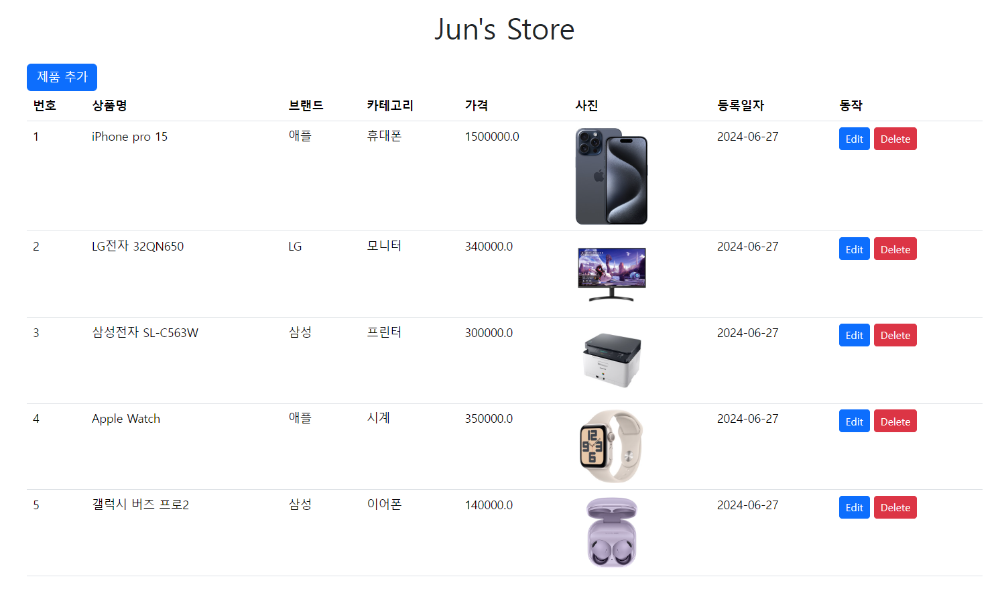 Jun's Store
제품 추가
번호 상품명 브랜드 카테고리 가격 사진 등록일자 동작
1 iPhone pro 15 애플 휴대폰 1500000.0 2024-06-27 Edit Delete
2 LG전자 32QN650 LG 모니터 340000.0 2024-06-27 Edit Delete
3 삼성전자 SL-C563W 삼성 프린터 300000.0 2024-06-27 Edit Delete
4 Apple Watch 애플 시계 350000.0 2024-06-27 Edit Delete
12
9 3
6
5 갤럭시 버즈 프로2 삼성 이어폰 140000.0 2024-06-27 Edit Delete